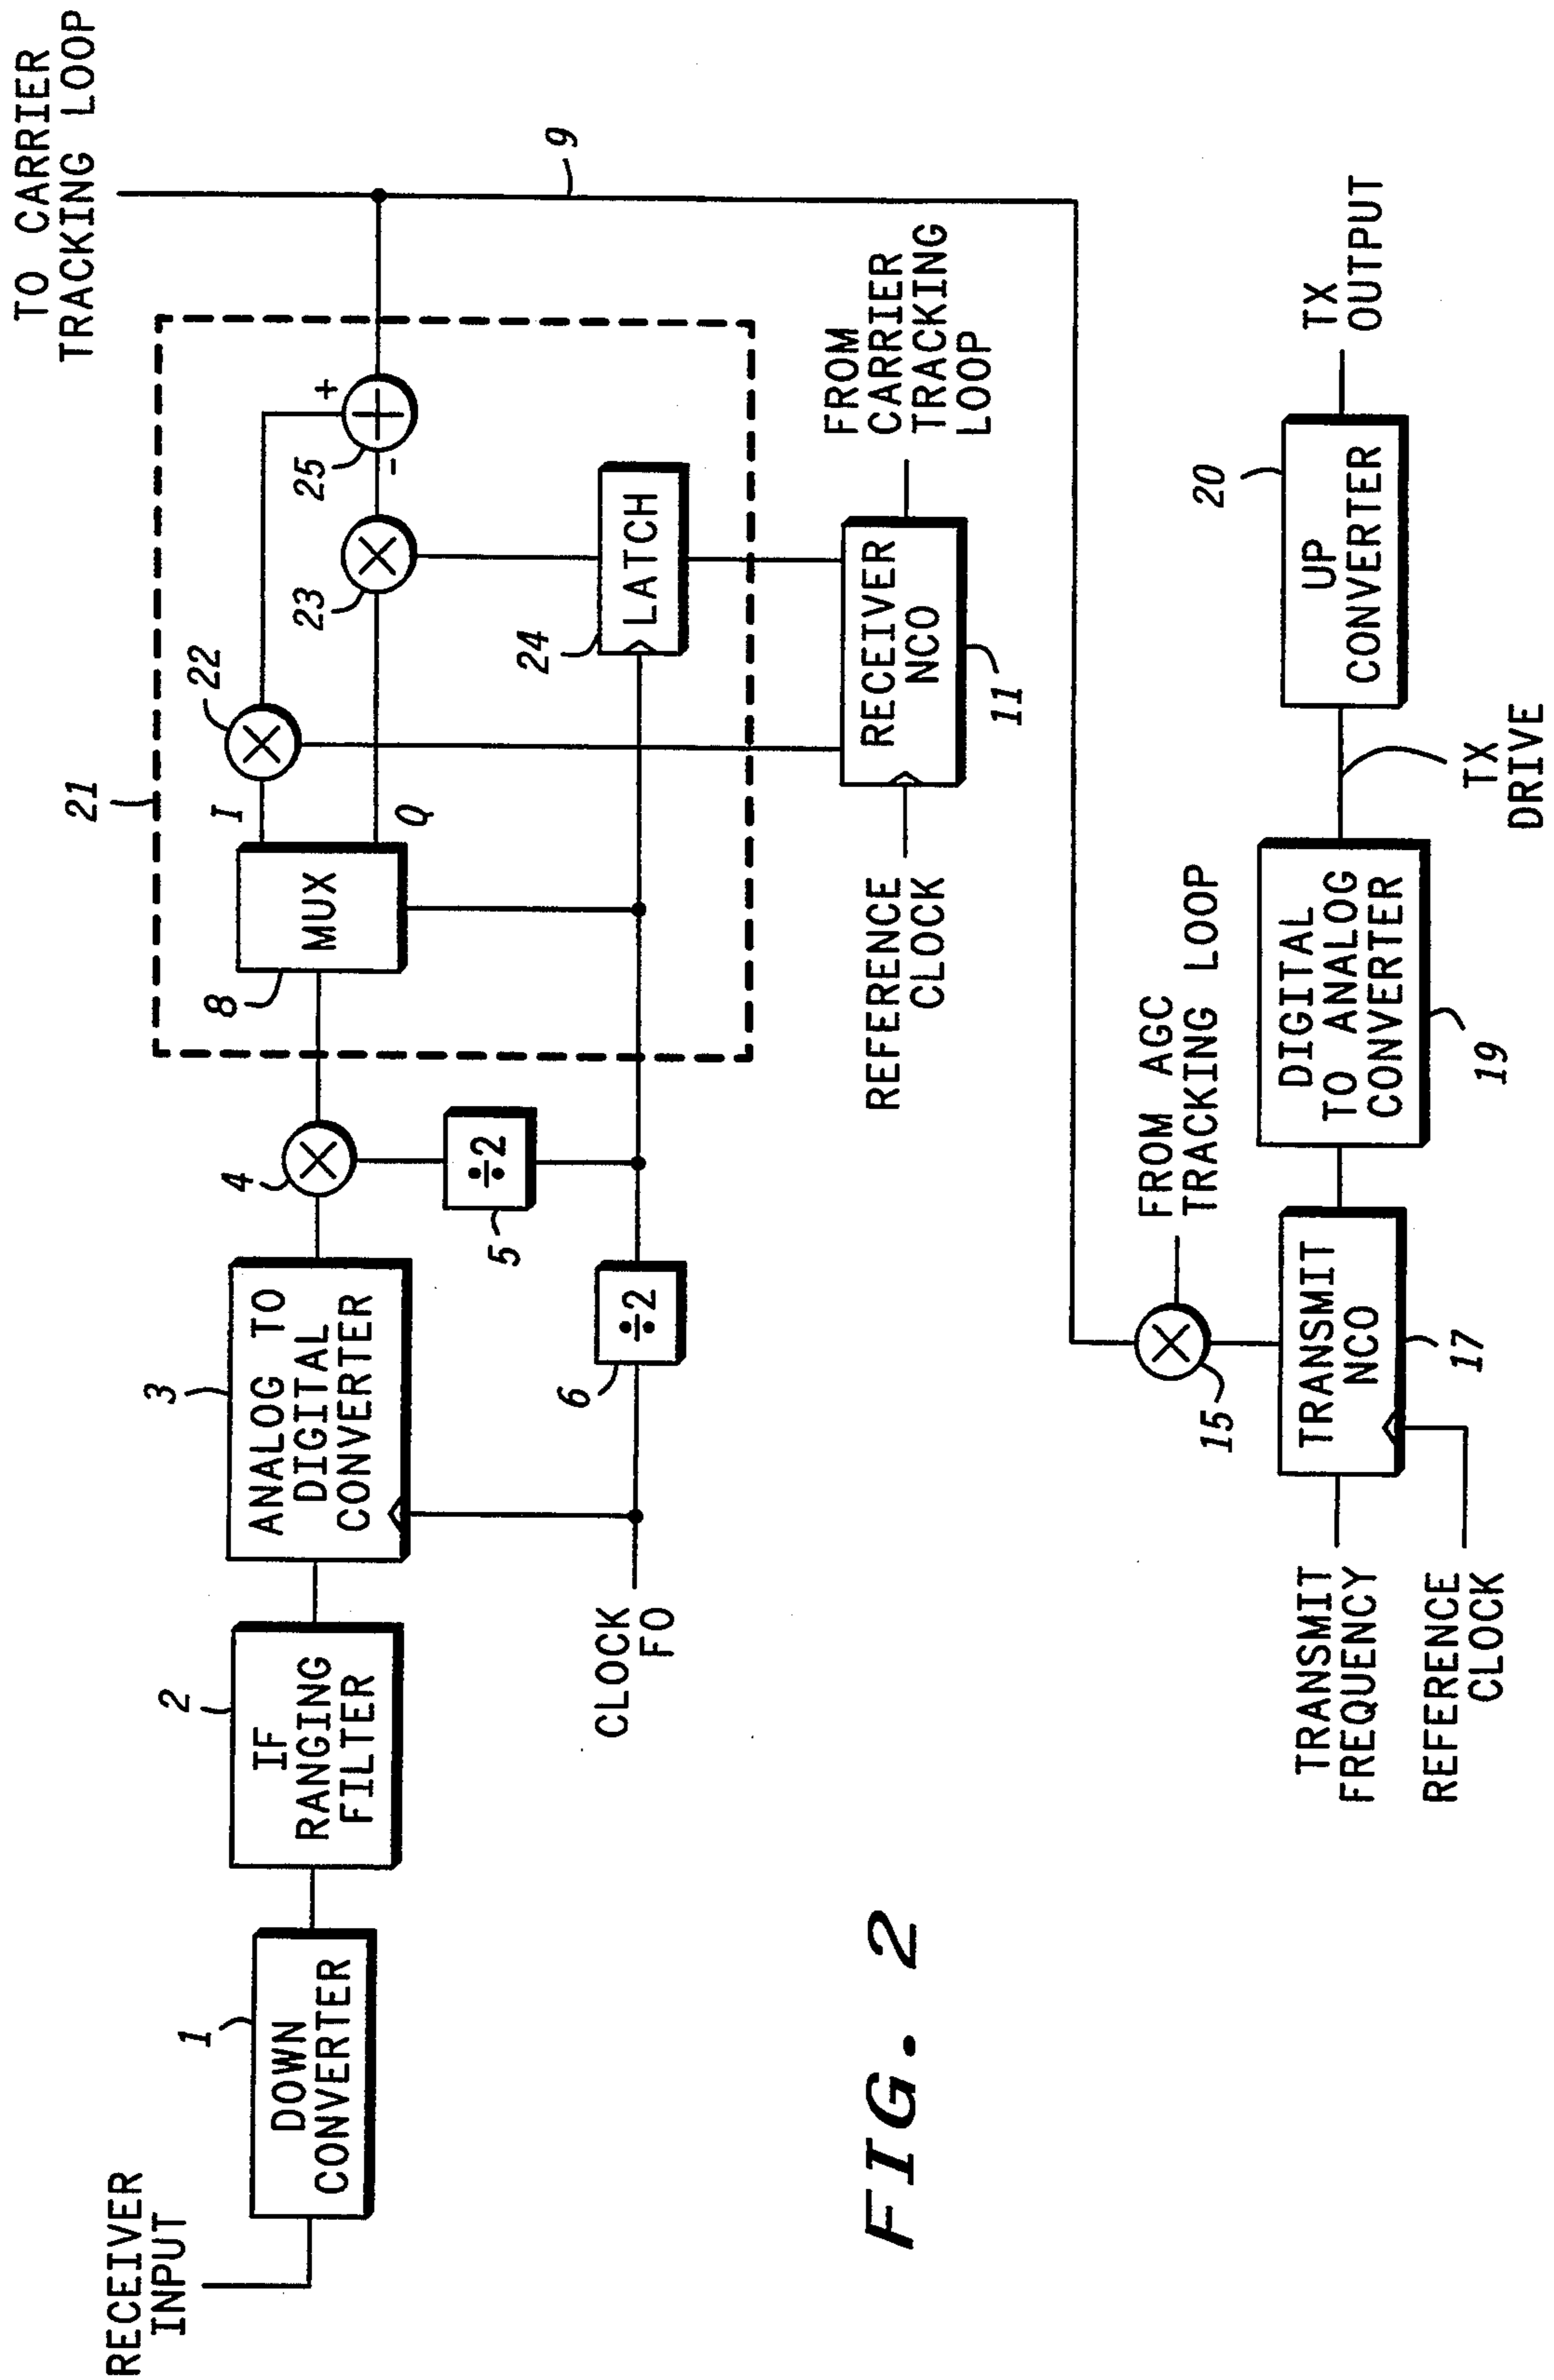 TO CARRIER
TRACKING LOOP
RECEIVER
INPUT
1
DOWN
CONVERTER
2
IF
RANGING
FILTER
3
ANALOG TO
DIGITAL
CONVERTER
4
5
÷2
6
÷2
CLOCK
FO
21
8
MUX
I
Q
22
23
25
+
-
24
LATCH
9
RECEIVER
NCO
11
REFERENCE
CLOCK
FROM
CARRIER
TRACKING
LOOP
FROM AGC
TRACKING LOOP
15
TRANSMIT
NCO
17
TRANSMIT
FREQUENCY
REFERENCE
CLOCK
DIGITAL
TO ANALOG
CONVERTER
19
TX
DRIVE
20
UP
CONVERTER
TX
OUTPUT
FIG. 2